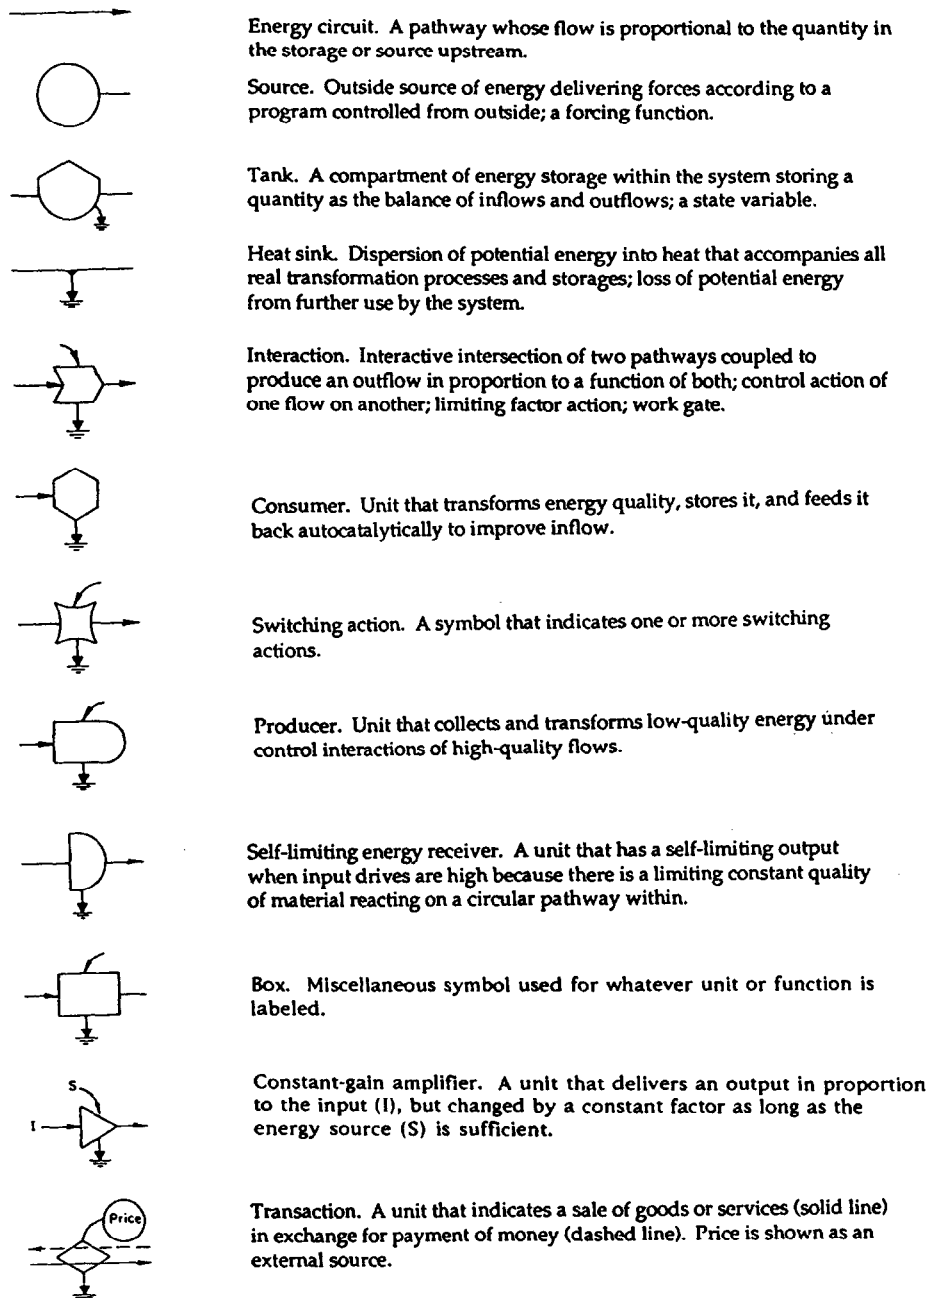 Energy circuit. A pathway whose flow is proportional to the quantity in
the storage or source upstream.
Source. Outside source of energy delivering forces according to a
program controlled from outside; a forcing function.
Tank. A compartment of energy storage within the system storing a
quantity as the balance of inflows and outflows; a state variable.
Heat sink. Dispersion of potential energy into heat that accompanies all
real transformation processes and storages; loss of potential energy
from further use by the system.
Interaction. Interactive intersection of two pathways coupled to
produce an outflow in proportion to a function of both; control action of
one flow on another; limiting factor action; work gate.
Consumer. Unit that transforms energy quality, stores it, and feeds it
back autocatalytically to improve inflow.
Switching action. A symbol that indicates one or more switching
actions.
Producer. Unit that collects and transforms low-quality energy under
control interactions of high-quality flows.
Self-limiting energy receiver. A unit that has a self-limiting output
when input drives are high because there is a limiting constant quality
of material reacting on a circular pathway within.
Box. Miscellaneous symbol used for whatever unit or function is
labeled.
S
I
Constant-gain amplifier. A unit that delivers an output in proportion
to the input (I), but changed by a constant factor as long as the
energy source (S) is sufficient.
Price
Transaction. A unit that indicates a sale of goods or services (solid line)
in exchange for payment of money (dashed line). Price is shown as an
external source.